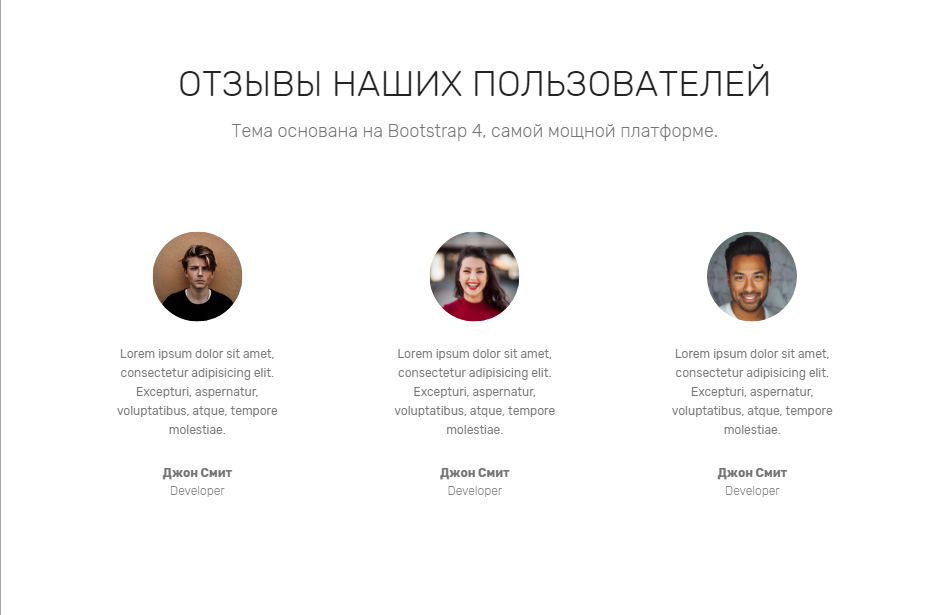 ОТЗЫВЫ НАШИХ ПОЛЬЗОВАТЕЛЕЙ
Тема основана на Bootstrap 4, самой мощной платформе.
Lorem ipsum dolor sit amet,
consectetur adipisicing elit.
Excepturi, aspernatur,
voluptatibus, atque, tempore
molestiae.
Джон Смит
Developer
Lorem ipsum dolor sit amet,
consectetur adipisicing elit.
Excepturi, aspernatur,
voluptatibus, atque, tempore
molestiae.
Джон Смит
Developer
Lorem ipsum dolor sit amet,
consectetur adipisicing elit.
Excepturi, aspernatur,
voluptatibus, atque, tempore
molestiae.
Джон Смит
Developer